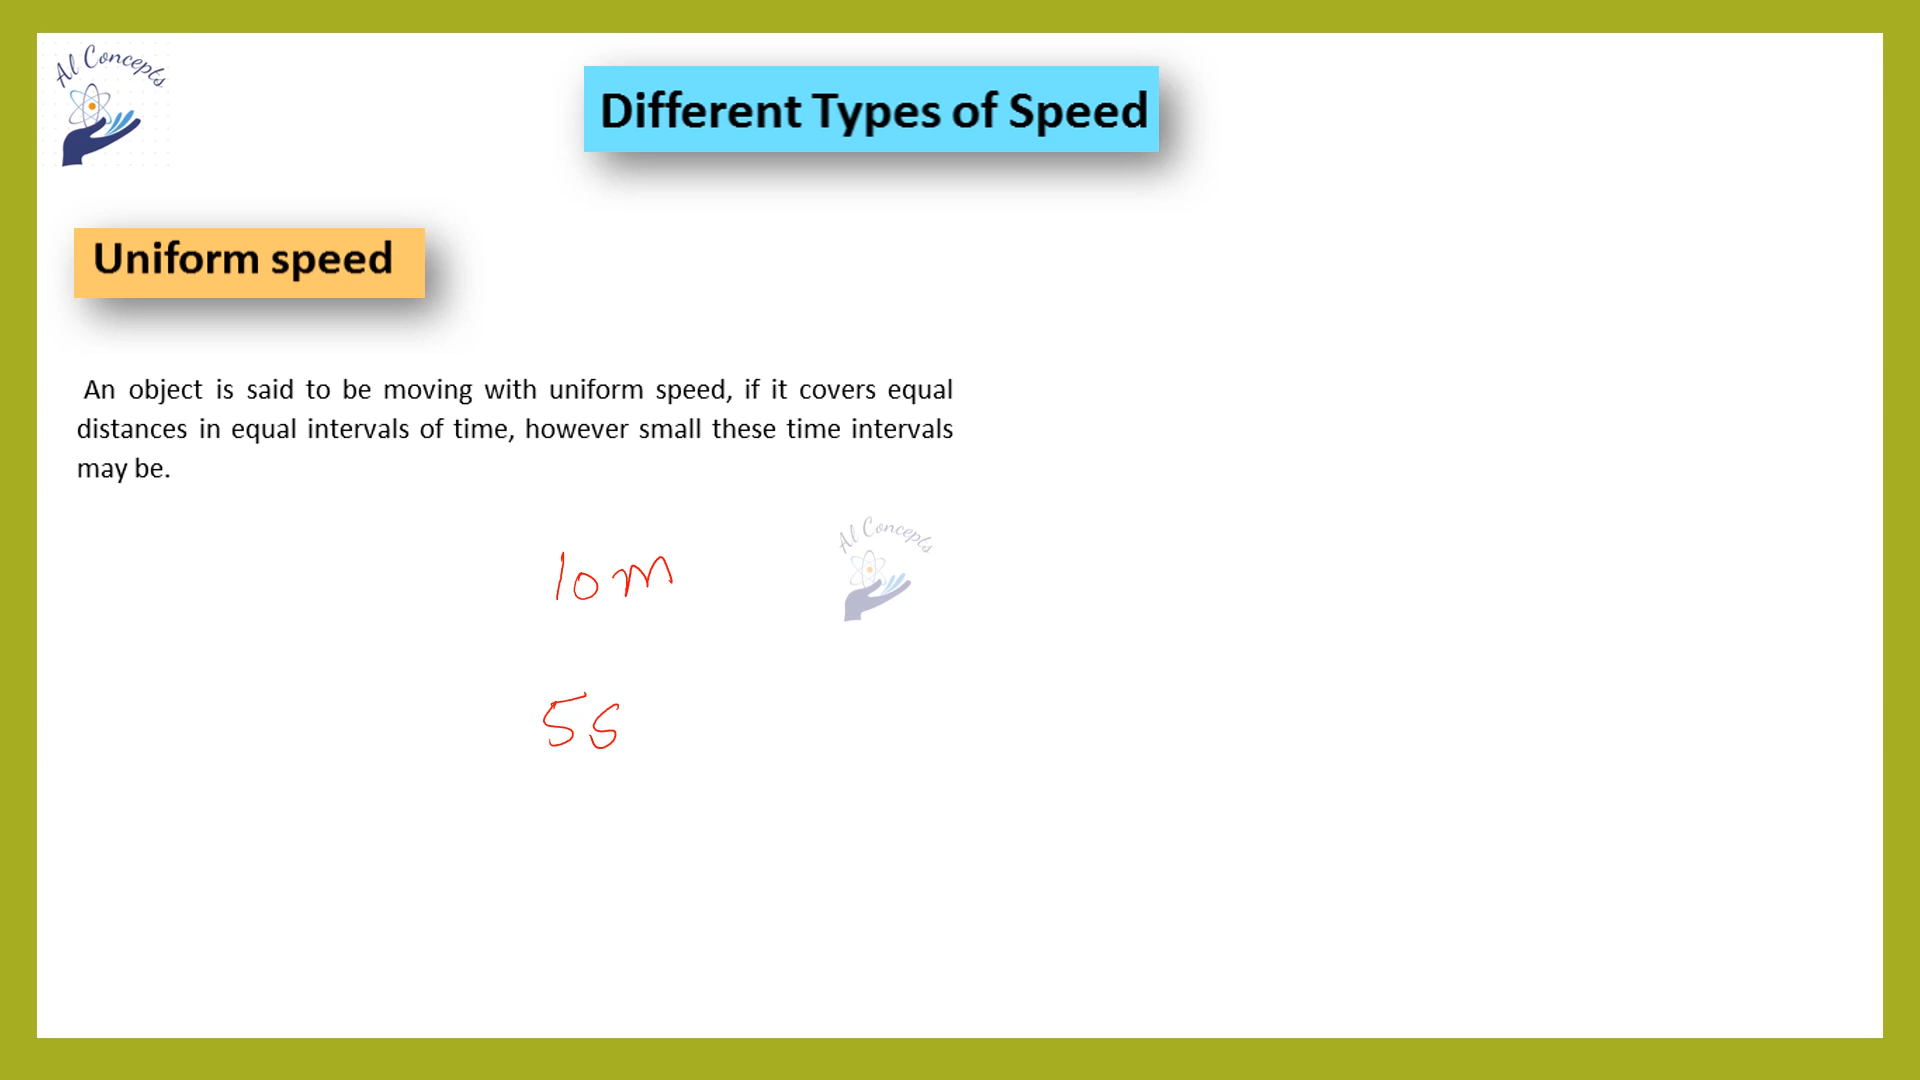 Al Concepts
Different Types of Speed
Uniform speed
An object is said to be moving with uniform speed, if it covers equal
distances in equal intervals of time, however small these time intervals
may be.
Al Concepts
10 m
5s